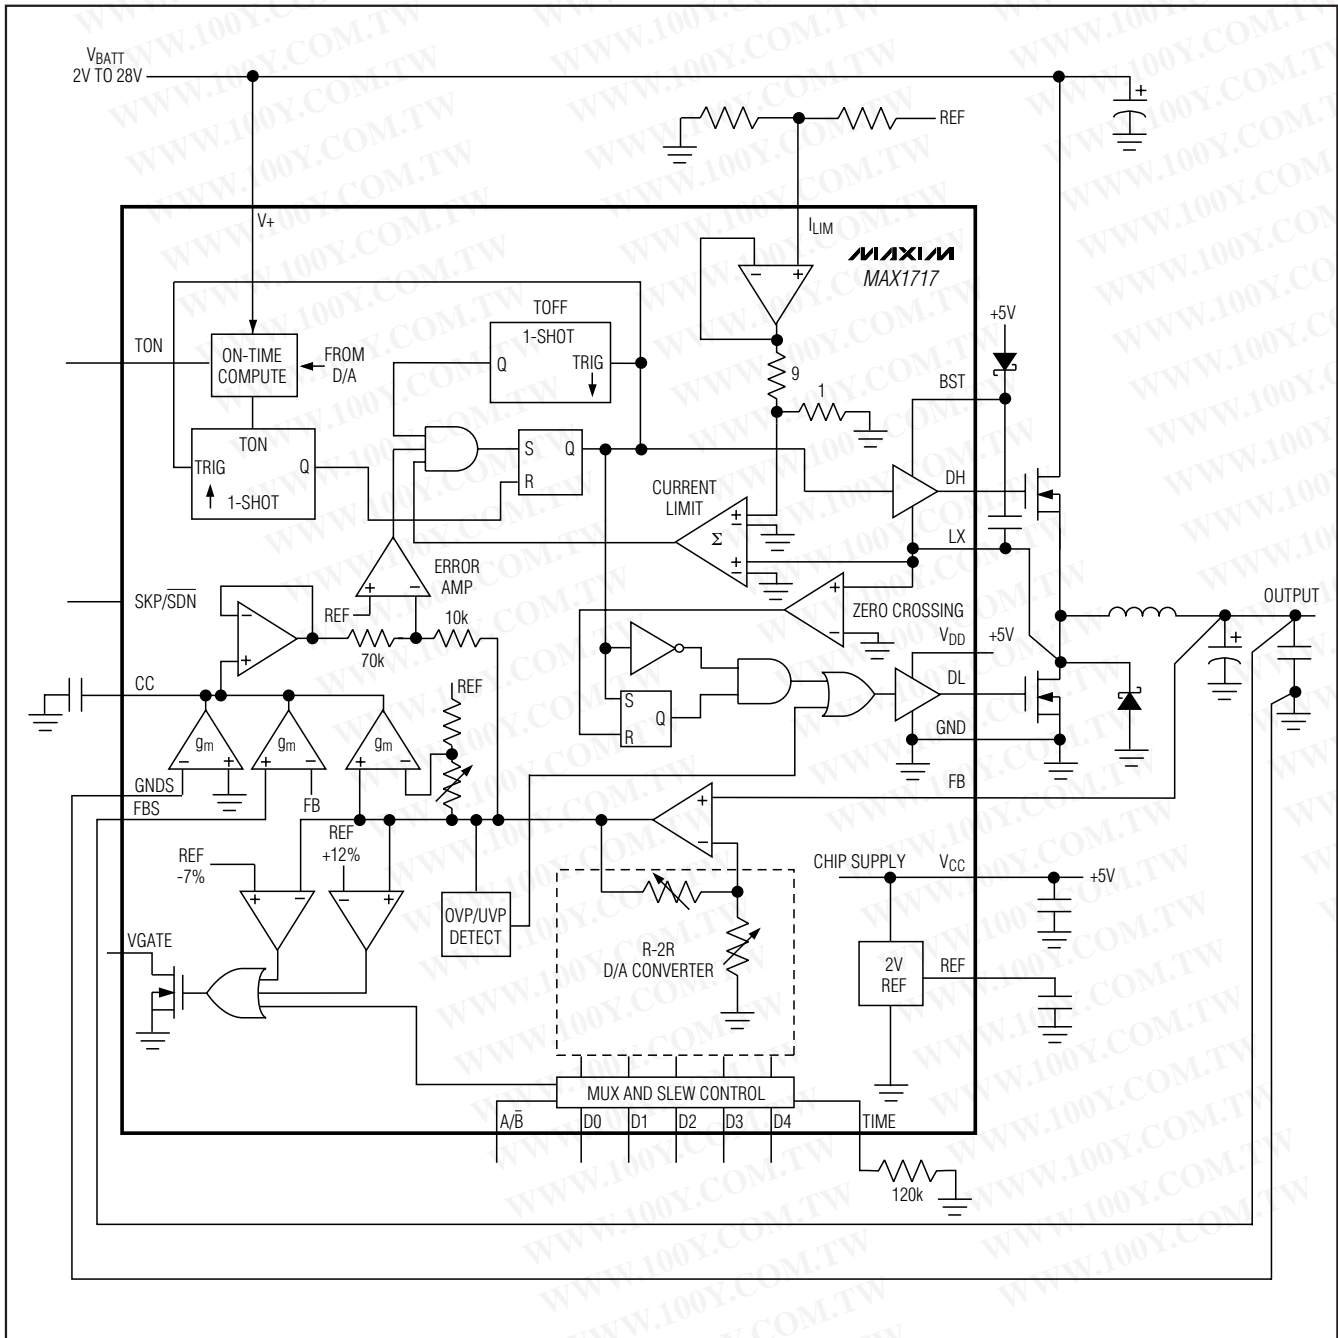 VBATT
2V TO 28V
REF
V+
ILIM
MAXIM
MAX1717
+5V
TOFF
1-SHOT
Q
TRIG
TON
ON-TIME
COMPUTE
FROM
D/A
9
1
BST
TON
TRIG
Q
1-SHOT
S
Q
R
CURRENT
LIMIT
DH
+
−
Σ
+
−
LX
ERROR
AMP
+
−
REF
SKP/S̅D̅N̅
10k
70k
ZERO CROSSING
VDD
+5V
OUTPUT
CC
REF
S
Q
R
DL
GND
gm
gm
gm
GNDS
FBS
FB
FB
REF
-7%
REF
+12%
CHIP SUPPLY
VCC
+5V
OVP/UVP
DETECT
R-2R
D/A CONVERTER
VGATE
2V
REF
REF
MUX AND SLEW CONTROL
A/B̅
D0
D1
D2
D3
D4
TIME
120k
WWW.100Y.COM.TW